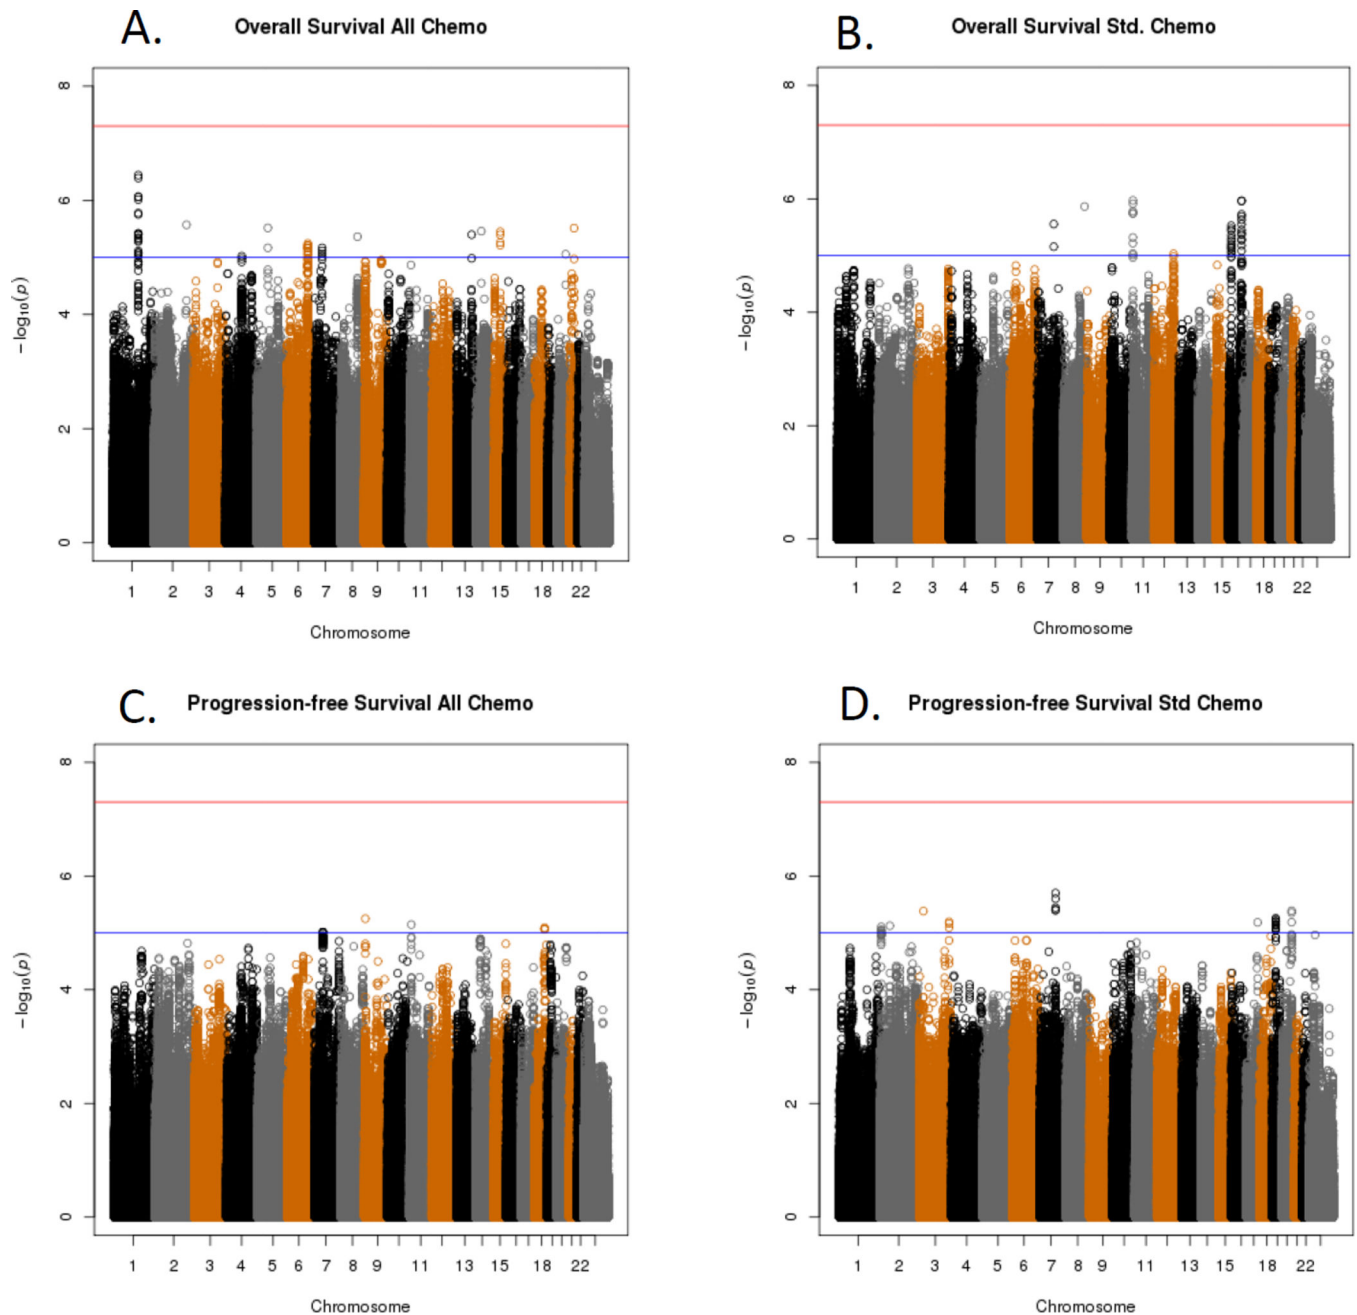 A. Overall Survival All Chemo
8
6
4
2
0
− log10(p)
1 2 3 4 5 6 7 8 9 11 13 15 18 22
Chromosome
B. Overall Survival Std. Chemo
8
6
4
2
0
− log10(p)
1 2 3 4 5 6 7 8 9 11 13 15 18 22
Chromosome
C. Progression-free Survival All Chemo
8
6
4
2
0
− log10(p)
1 2 3 4 5 6 7 8 9 11 13 15 18 22
Chromosome
D. Progression-free Survival Std Chemo
8
6
4
2
0
− log10(p)
1 2 3 4 5 6 7 8 9 11 13 15 18 22
Chromosome